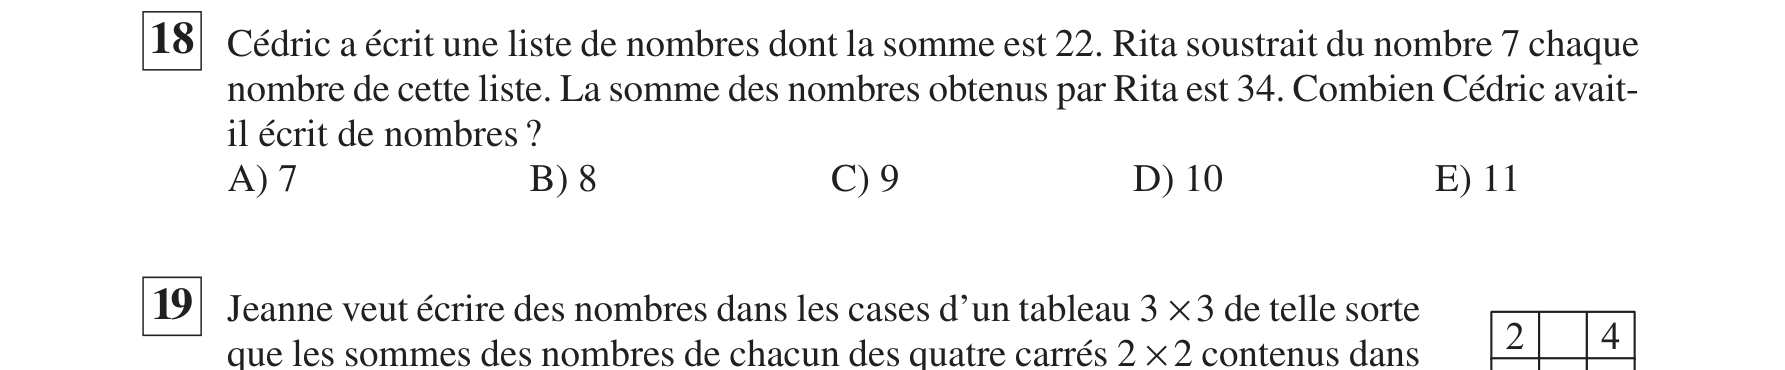 18 Cédric a écrit une liste de nombres dont la somme est 22. Rita soustrait du nombre 7 chaque
nombre de cette liste. La somme des nombres obtenus par Rita est 34. Combien Cédric avait-
il écrit de nombres ?
A) 7 B) 8 C) 9 D) 10 E) 11
19 Jeanne veut écrire des nombres dans les cases d'un tableau 3 × 3 de telle sorte
que les sommes des nombres de chacun des quatre carrés 2 × 2 contenus dans
2 4